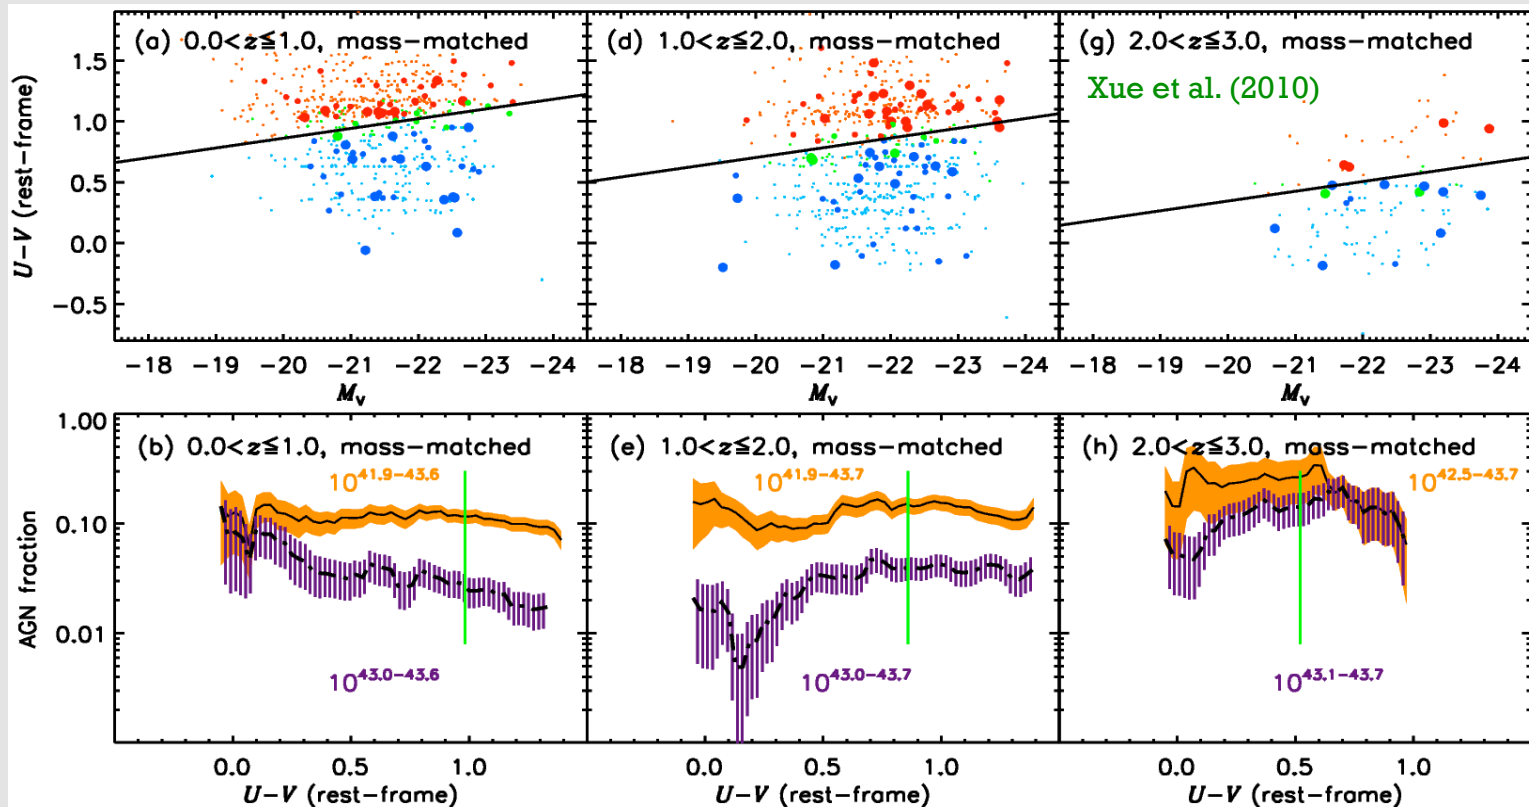 (a) 0.0<z≦1.0, mass−matched
(d) 1.0<z≦2.0, mass−matched
(g) 2.0<z≦3.0, mass−matched
Xue et al. (2010)
U−V (rest−frame)
1.5
1.0
0.5
0.0
−0.5
−18 −19 −20 −21 −22 −23 −24
−18 −19 −20 −21 −22 −23 −24
−18 −19 −20 −21 −22 −23 −24
Mv
Mv
Mv
(b) 0.0<z≦1.0, mass−matched
(e) 1.0<z≦2.0, mass−matched
(h) 2.0<z≦3.0, mass−matched
10^41.9−43.6
10^41.9−43.7
10^42.5−43.7
AGN fraction
1.00
0.10
0.01
10^43.0−43.6
10^43.0−43.7
10^43.1−43.7
0.0 0.5 1.0
0.0 0.5 1.0
0.0 0.5 1.0
U−V (rest−frame)
U−V (rest−frame)
U−V (rest−frame)